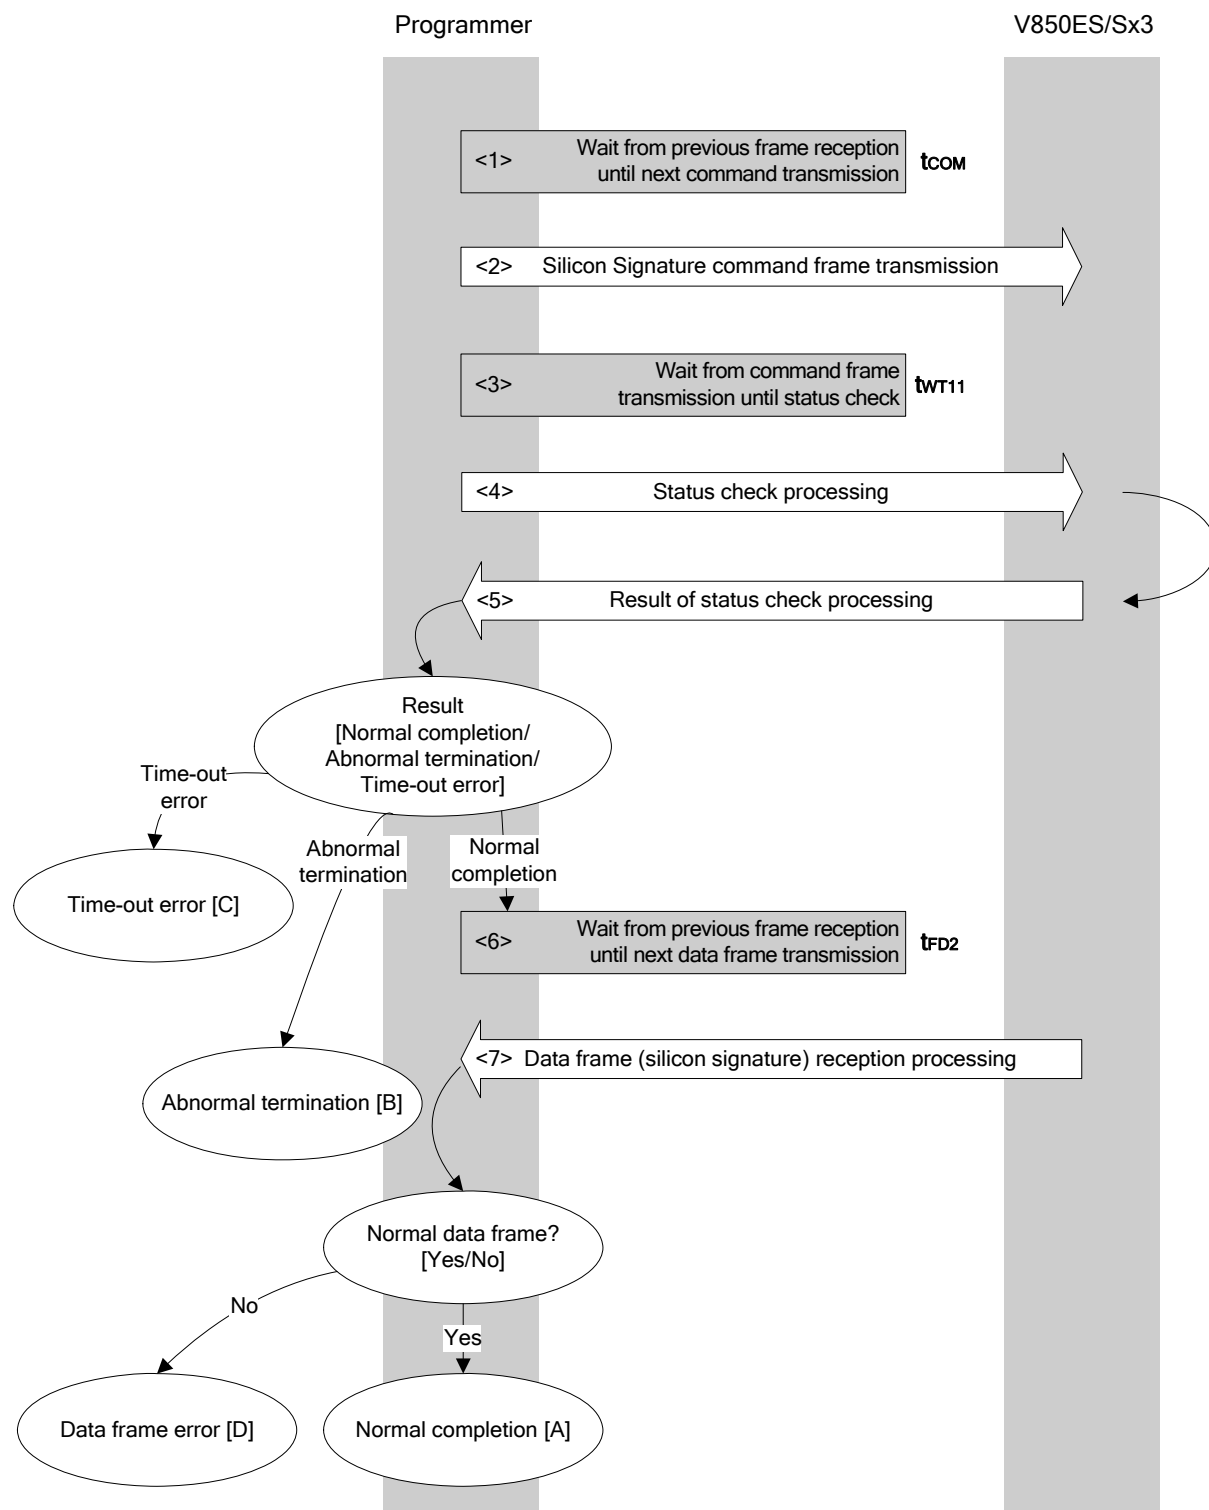 Programmer
V850ES/Sx3
<1>
Wait from previous frame reception
until next command transmission
tCOM
<2> Silicon Signature command frame transmission
<3>
Wait from command frame
transmission until status check
tWT11
<4> Status check processing
<5> Result of status check processing
Result
[Normal completion/
Abnormal termination/
Time-out error]
Time-out
error
Abnormal
termination
Normal
completion
Time-out error [C]
<6>
Wait from previous frame reception
until next data frame transmission
tFD2
<7> Data frame (silicon signature) reception processing
Abnormal termination [B]
Normal data frame?
[Yes/No]
No
Yes
Data frame error [D]
Normal completion [A]